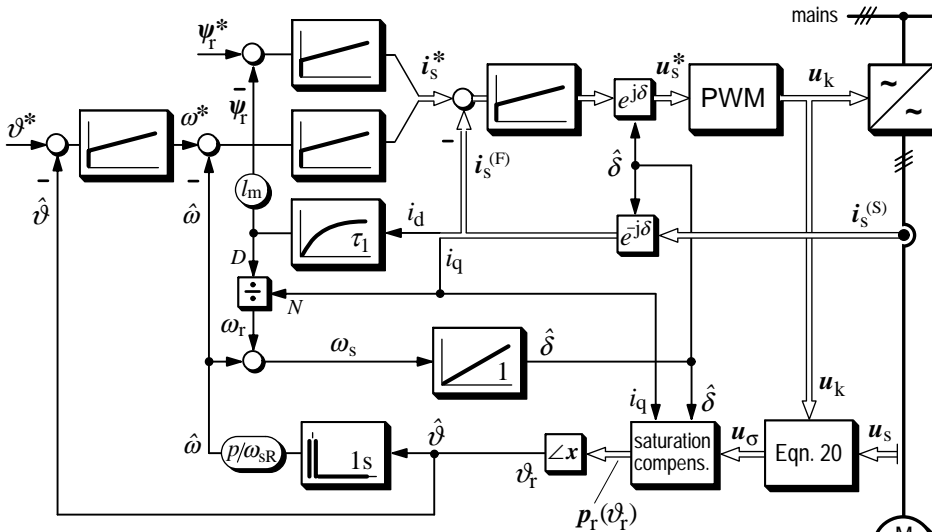 mains
ψr*
is*
us*
uk
~
~
ejδ
PWM
ϑ*
ω*
−
ψr
−
−
−
is(F)
δ̂
ϑ̂
ω̂
lm
is(S)
τ1
id
e-jδ
iq
D
÷
N
ωr
ωs
1
δ̂
uk
iq
δ̂
ω̂
p/ωsR
1s
ϑ̂
ϑr
∠x
saturation
compens.
uσ
Eqn. 20
us
pr(ϑr)
M